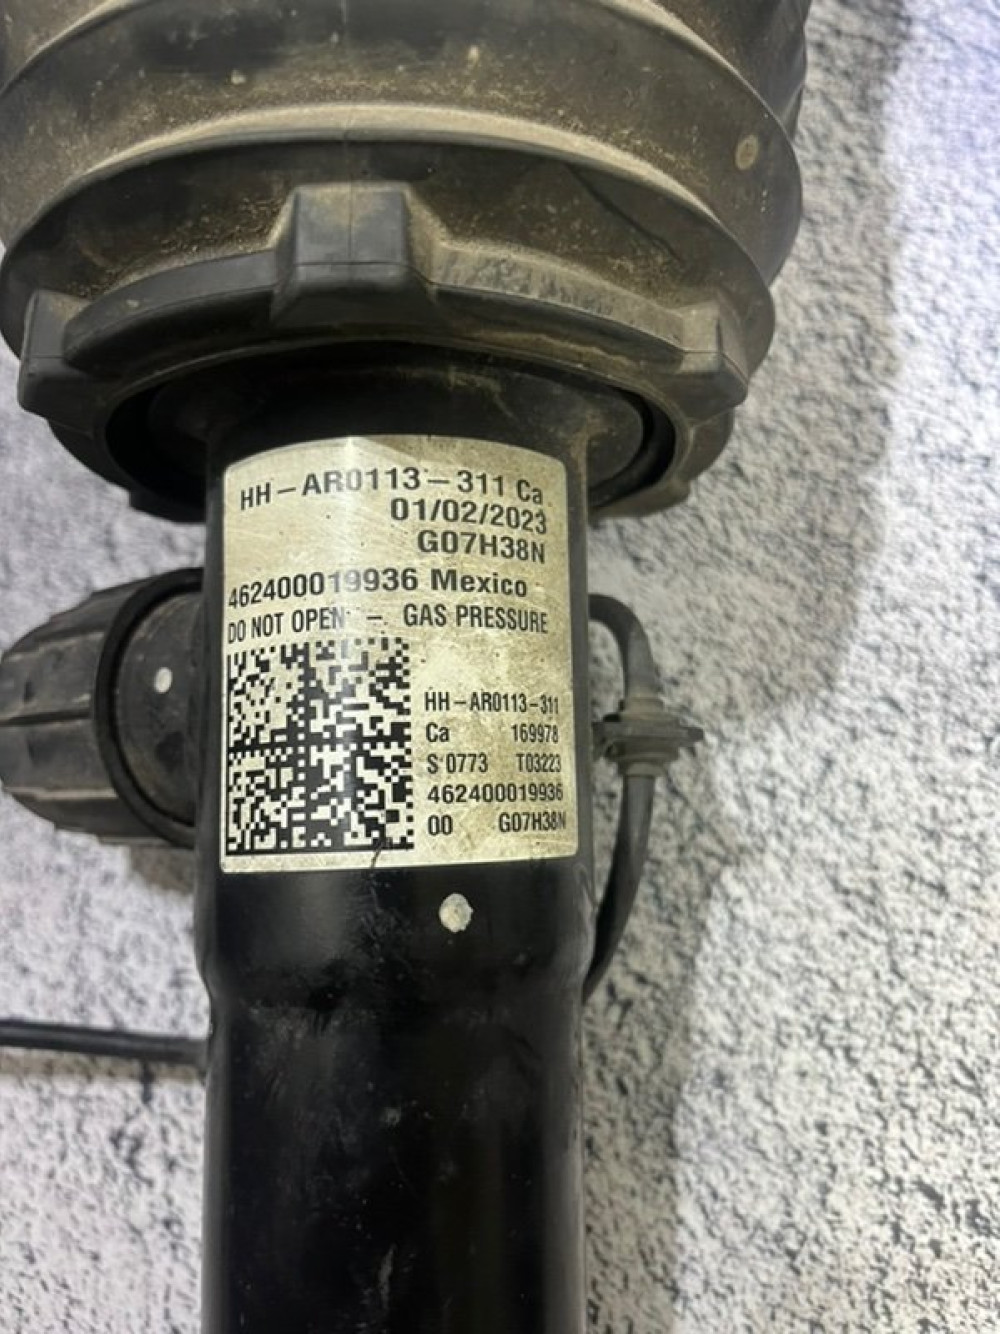 HH-AR0113-311 Ca
01/02/2023
G07H38N
462400019936 Mexico
DO NOT OPEN - GAS PRESSURE
HH-AR0113-311
Ca 169978
S 0773 T03223
462400019936
00 G07H38N